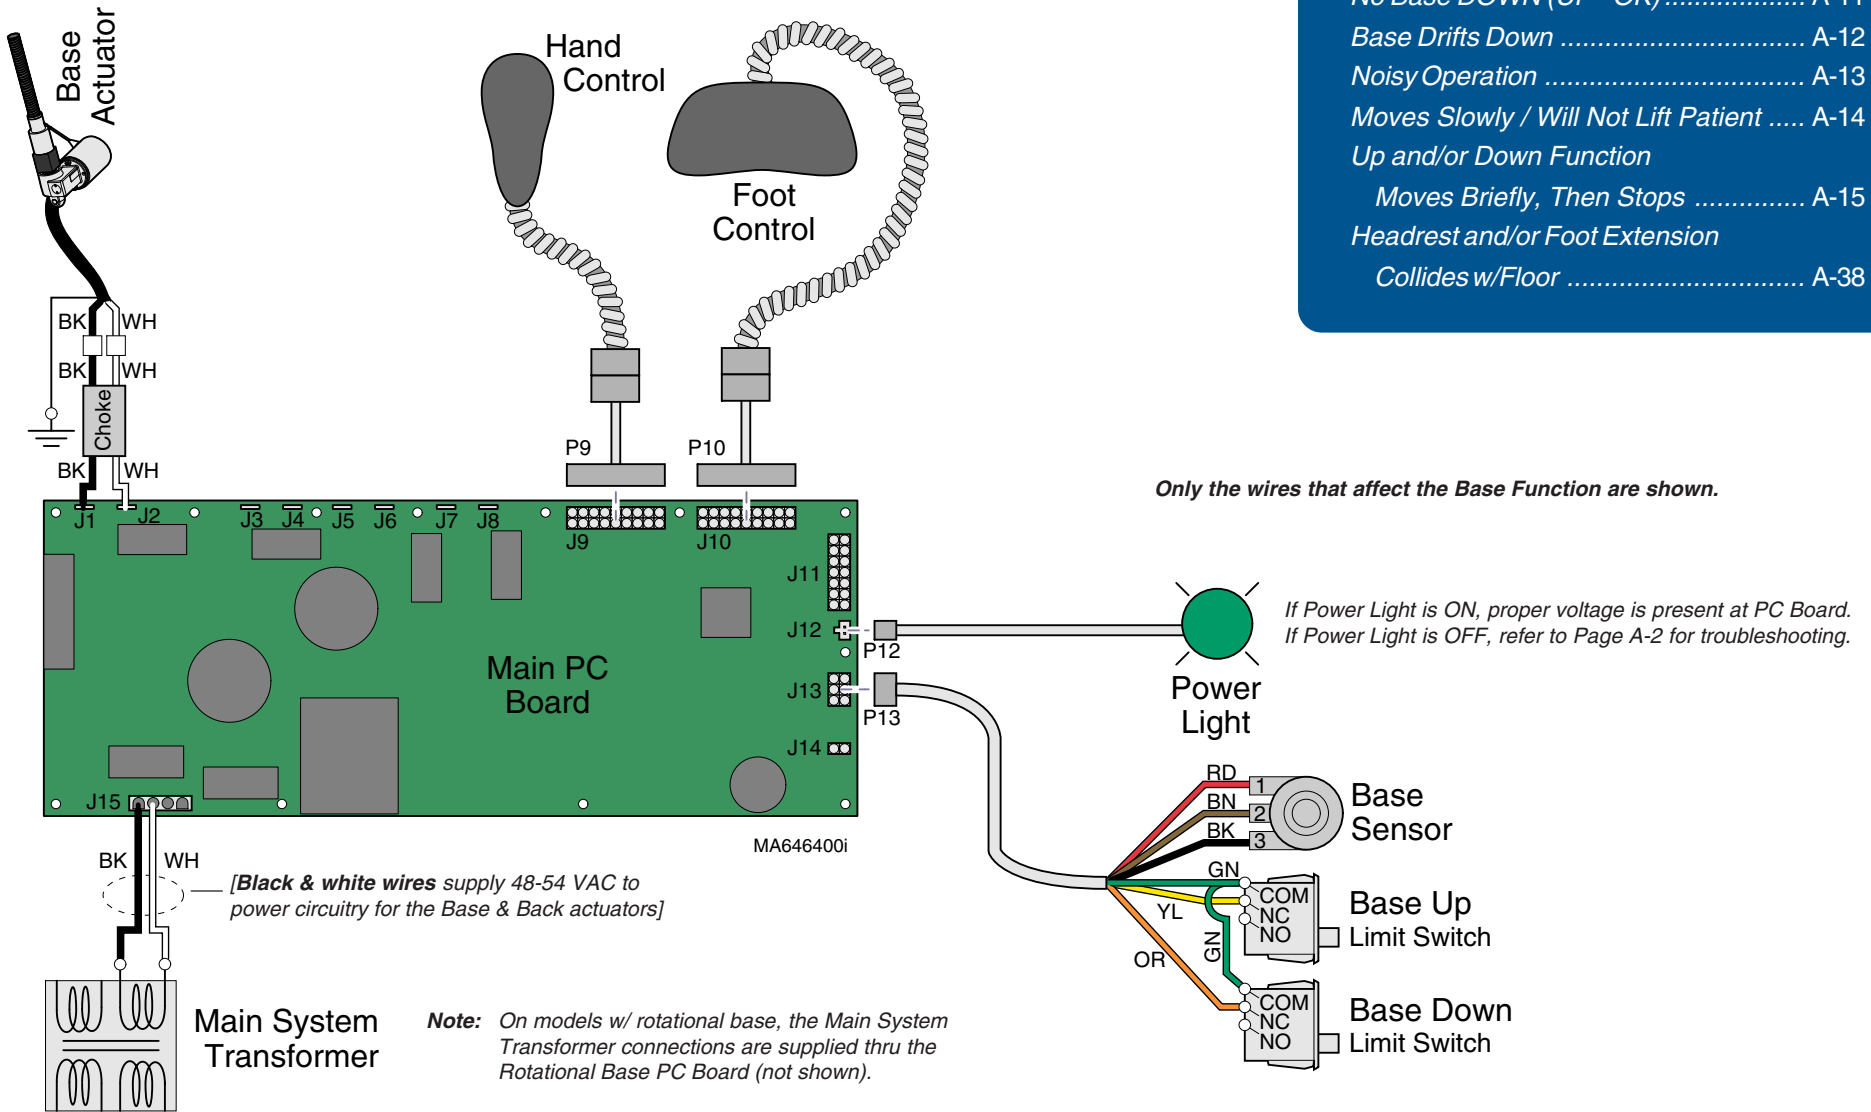 No Base DOWN (UP = OK) ................... A-11
Base Drifts Down ................................. A-12
Noisy Operation ................................... A-13
Moves Slowly / Will Not Lift Patient ..... A-14
Up and/or Down Function
Moves Briefly, Then Stops ............... A-15
Headrest and/or Foot Extension
Collides w/Floor ................................ A-38
Base
Actuator
Hand
Control
Foot
Control
BK
WH
BK
WH
Choke
BK
WH
P9
P10
Only the wires that affect the Base Function are shown.
J1
J2
J3
J4
J5
J6
J7
J8
J9
J10
J11
J12
P12
J13
P13
J14
J15
Main PC
Board
MA646400i
If Power Light is ON, proper voltage is present at PC Board.
If Power Light is OFF, refer to Page A-2 for troubleshooting.
Power
Light
RD
1
BN
2
BK
3
Base
Sensor
GN
YL
GN
OR
COM
NC
NO
Base Up
Limit Switch
COM
NC
NO
Base Down
Limit Switch
BK
WH
[Black & white wires supply 48-54 VAC to
power circuitry for the Base & Back actuators]
Main System
Transformer
Note: On models w/ rotational base, the Main System
Transformer connections are supplied thru the
Rotational Base PC Board (not shown).